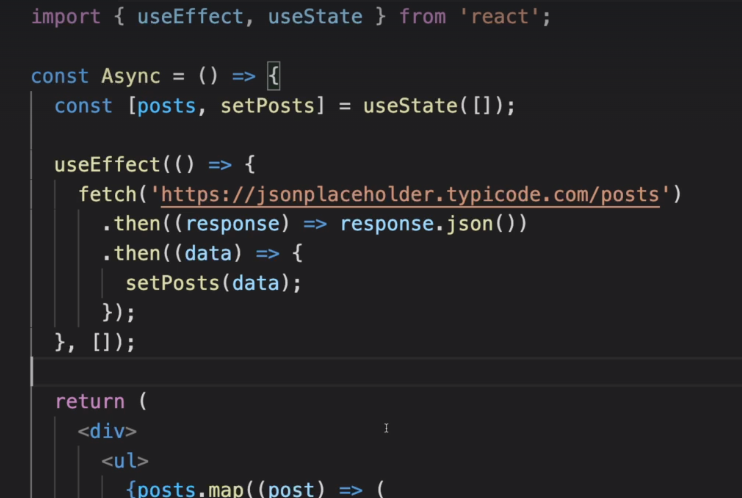 import { useEffect, useState } from 'react';
const Async = () => {
const [posts, setPosts] = useState([]);
useEffect(() => {
fetch('https://jsonplaceholder.typicode.com/posts')
.then((response) => response.json())
.then((data) => {
setPosts(data);
});
}, []);
return (
<div>
<ul>
{posts.map((post) => (